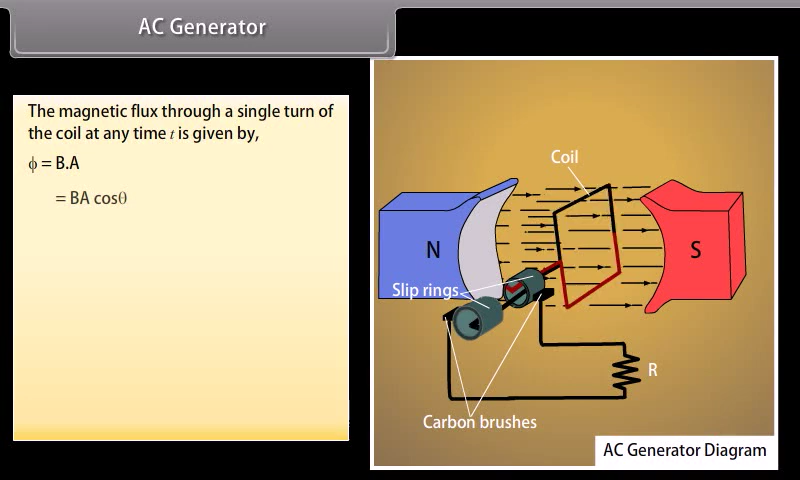 AC Generator
The magnetic flux through a single turn of
the coil at any time t is given by,
ϕ = B.A
= BA cosθ
Coil
N
S
Slip rings
R
Carbon brushes
AC Generator Diagram